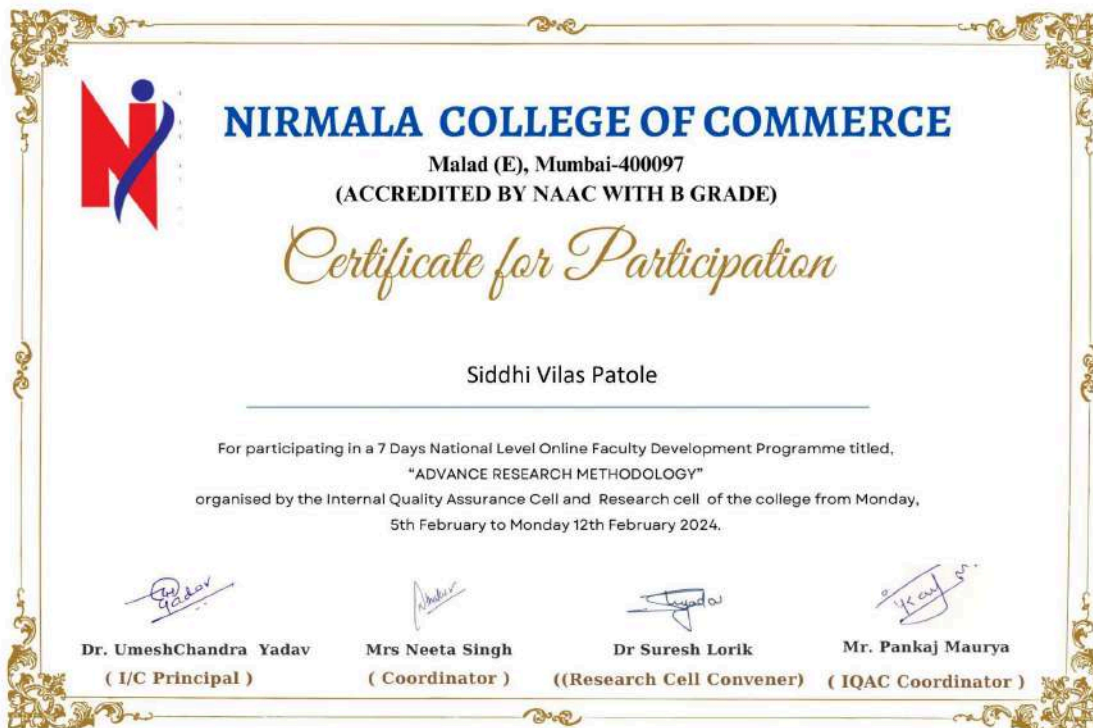 NIRMALA COLLEGE OF COMMERCE
Malad (E), Mumbai-400097
(ACCREDITED BY NAAC WITH B GRADE)
Certificate for Participation
Siddhi Vilas Patole
For participating in a 7 Days National Level Online Faculty Development Programme titled,
"ADVANCE RESEARCH METHODOLOGY"
organised by the Internal Quality Assurance Cell and Research cell of the college from Monday,
5th February to Monday 12th February 2024.
Dr. UmeshChandra Yadav
Mrs Neeta Singh
Dr Suresh Lorik
Mr. Pankaj Maurya
( I/C Principal )
( Coordinator )
((Research Cell Convener)
( IQAC Coordinator )